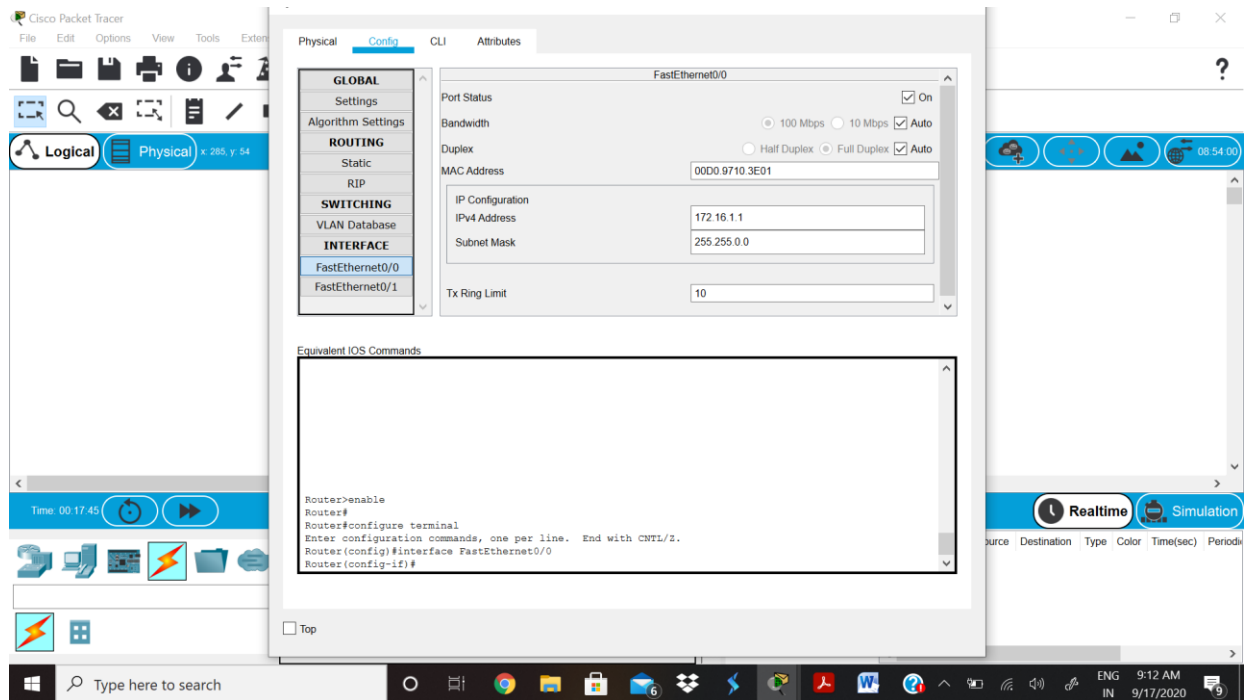 Cisco Packet Tracer
File Edit Options View Tools Exten
Physical Config CLI Attributes
?
GLOBAL
Settings
Algorithm Settings
ROUTING
Static
RIP
SWITCHING
VLAN Database
INTERFACE
FastEthernet0/0
FastEthernet0/1
FastEthernet0/0
Port Status On
Bandwidth 100 Mbps 10 Mbps Auto
Duplex Half Duplex Full Duplex Auto
MAC Address 00D0.9710.3E01
IP Configuration
IPv4 Address 172.16.1.1
Subnet Mask 255.255.0.0
Tx Ring Limit 10
Logical Physical x: 265, y: 54
08:54:00
Equivalent IOS Commands
Router>enable
Router#
Router#configure terminal
Enter configuration commands, one per line. End with CNTL/Z.
Router(config)#interface FastEthernet0/0
Router(config-if)#
Top
Time: 00:17:45
Realtime Simulation
ource Destination Type Color Time(sec) Periodi
Type here to search
6
ENG
IN
9:12 AM
9/17/2020
9